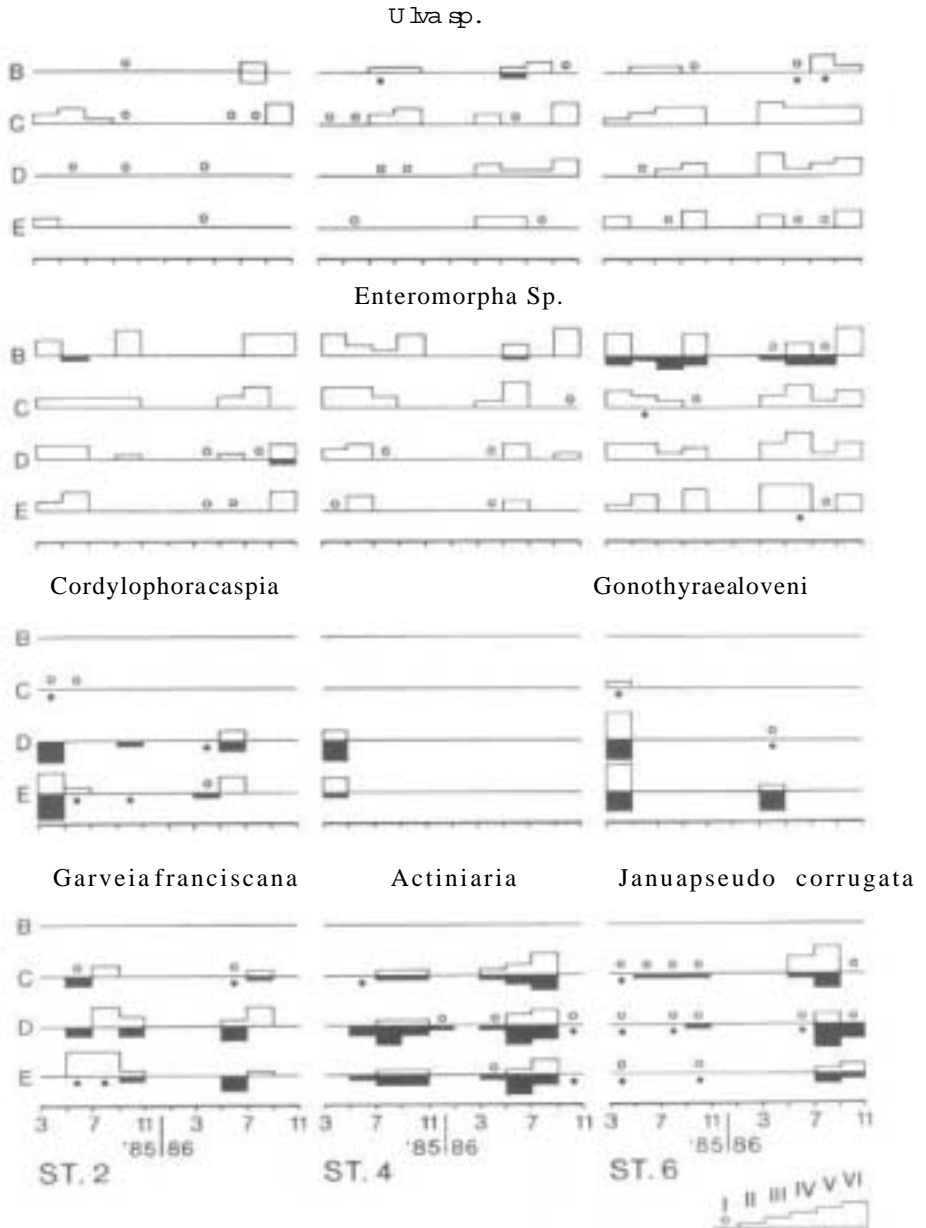 Ulva sp.
B
C
D
E
Enteromorpha Sp.
B
C
D
E
Cordylophoracaspia Gonothyraealoveni
B
C
D
E
Garveiafranciscana Actiniaria Januapseudo corrugata
B
C
D
E
3 7 11 3 7 11 3 7 11 3 7 11 3 7 11 3 7 11
'85|86 '85|86 '85|86
ST. 2 ST. 4 ST. 6
I II III IV V VI